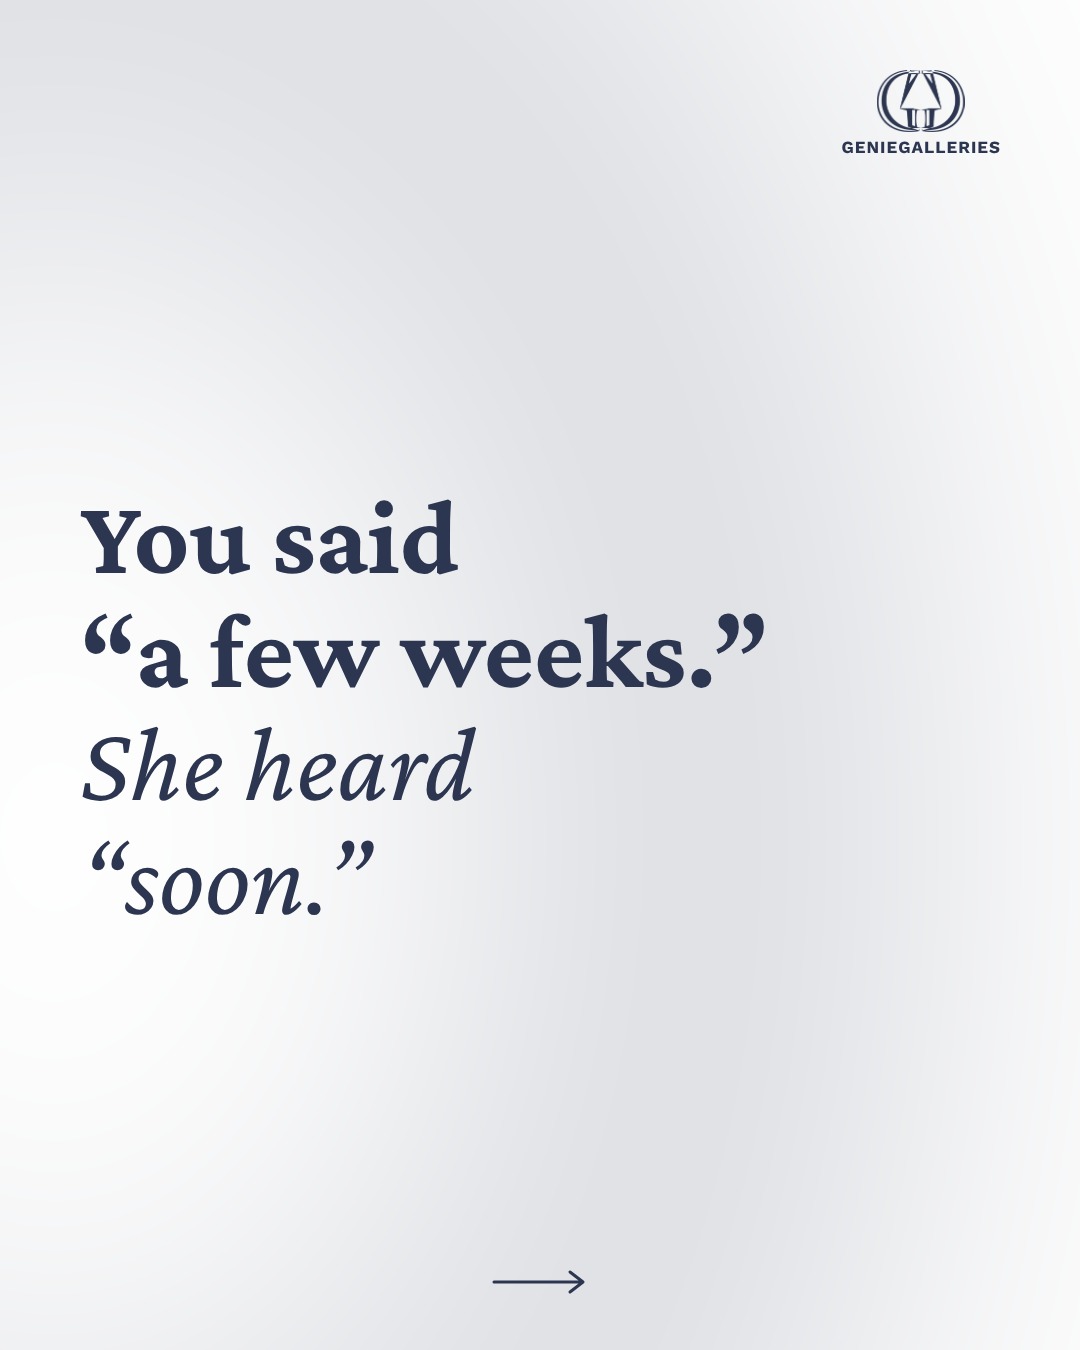 GENIEGALLERIES
You said
“a few weeks.”
She heard
“soon.”